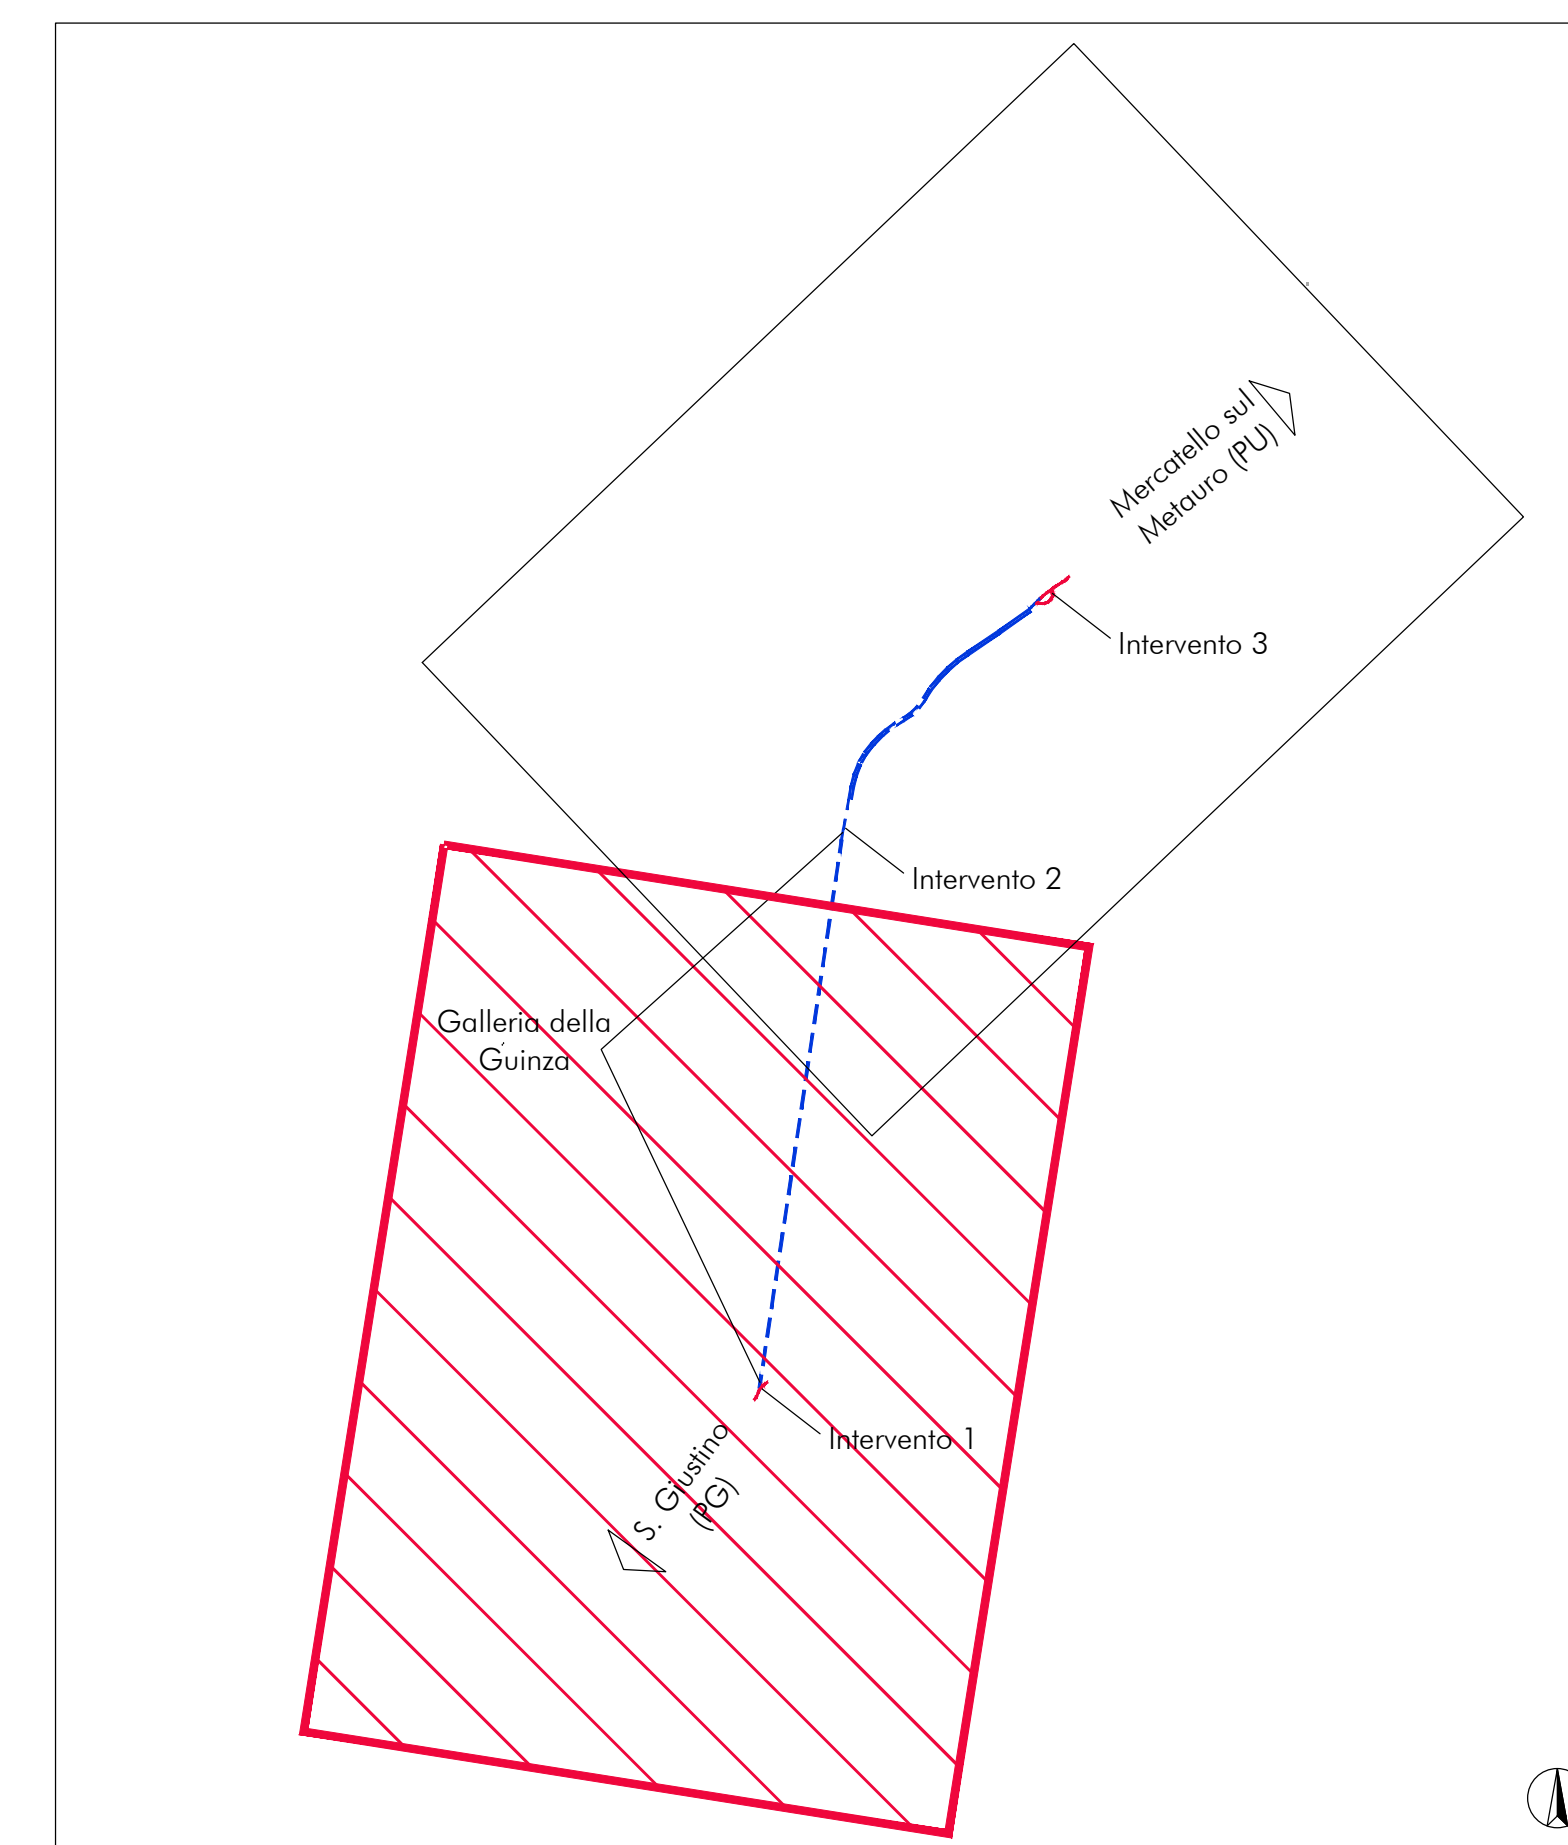 Mercatello sul
Metauro (PU)
Intervento 3
Intervento 2
Galleria della
Guinza
Intervento 1
S. Giustino
(PG)